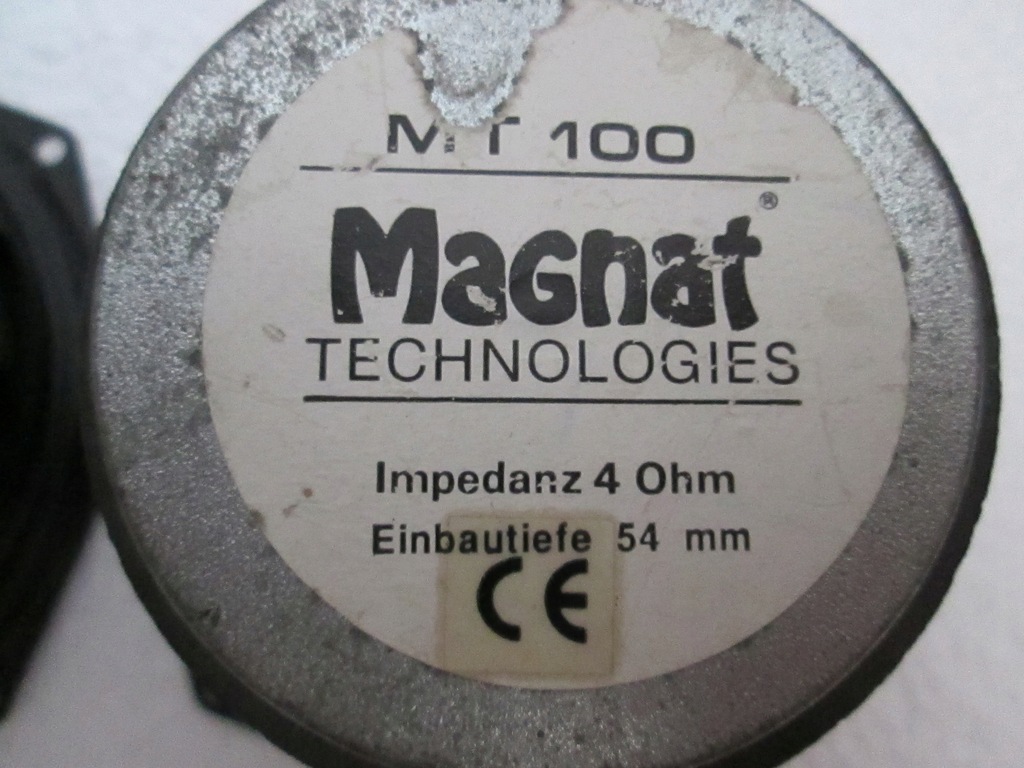 MT 100
Magnat®
TECHNOLOGIES
Impedanz 4 Ohm
Einbautiefe 54 mm
CE